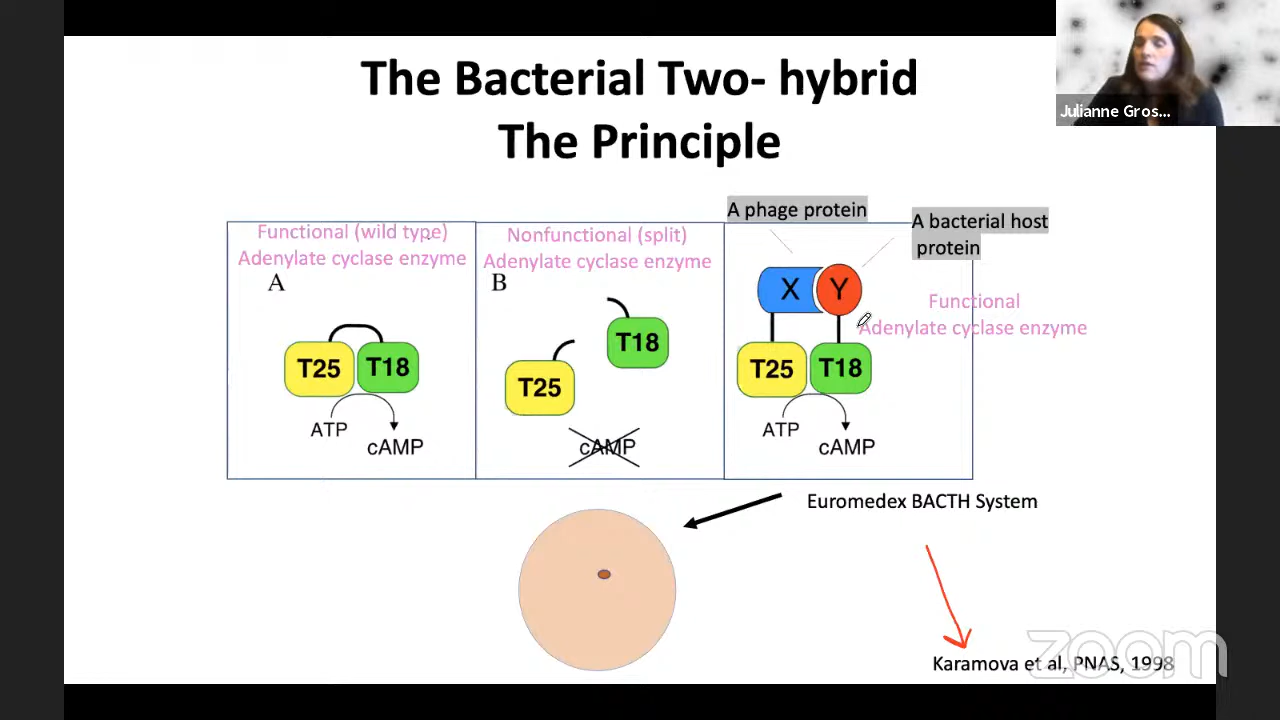 The Bacterial Two- hybrid
The Principle
Julianne Gros...
Functional (wild type)
Adenylate cyclase enzyme
A
T25
T18
ATP
cAMP
Nonfunctional (split)
Adenylate cyclase enzyme
B
T25
T18
cAMP
A phage protein
A bacterial host
protein
X
Y
Functional
Adenylate cyclase enzyme
T25
T18
ATP
cAMP
Euromedex BACTH System
Karamova et al, PNAS, 1998
zoom